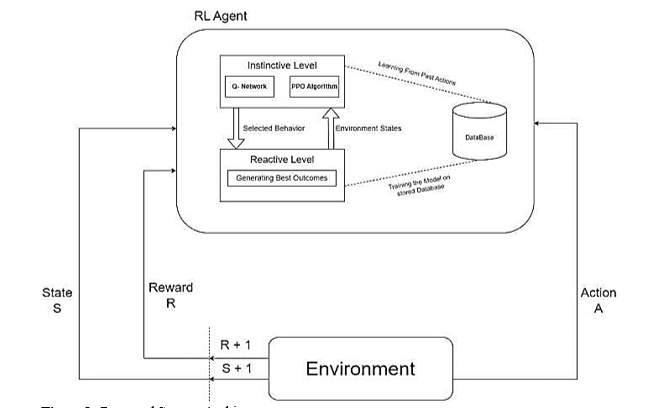 RL Agent
Instinctive Level
Q- Network
PPO Algorithm
Learning From Past Actions
Selected Behavior
Environment States
DataBase
Reactive Level
Generating Best Outcomes
Training the Model on
stored Database
State
S
Reward
R
Action
A
R + 1
S + 1
Environment